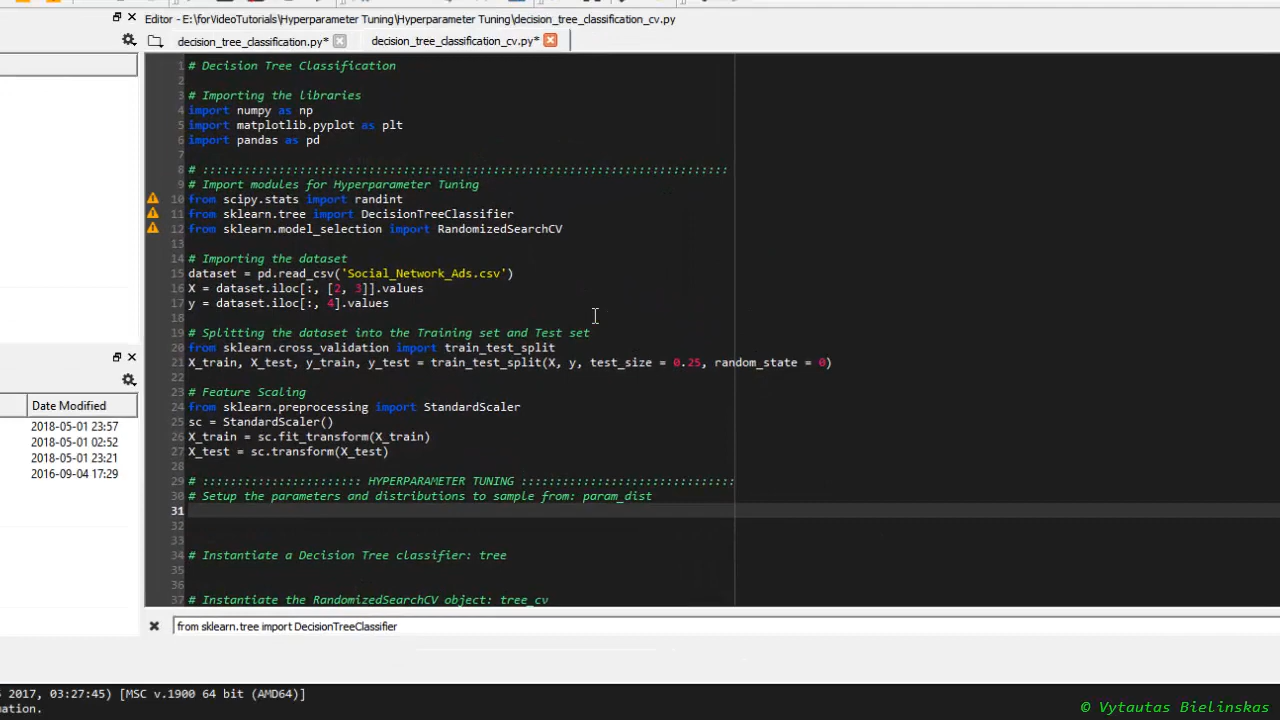 Editor - E:\forVideoTutorials\Hyperparameter Tuning\Hyperparameter Tuning\decision_tree_classification_cv.py
decision_tree_classification.py*
decision_tree_classification_cv.py*
1 # Decision Tree Classification
2
3 # Importing the libraries
4 import numpy as np
5 import matplotlib.pyplot as plt
6 import pandas as pd
7
8 # ::::::::::::::::::::::::::::::::::::::::::::::::::::::::::::::::::::::::::::
9 # Import modules for Hyperparameter Tuning
10 from scipy.stats import randint
11 from sklearn.tree import DecisionTreeClassifier
12 from sklearn.model_selection import RandomizedSearchCV
13
14 # Importing the dataset
15 dataset = pd.read_csv('Social_Network_Ads.csv')
16 X = dataset.iloc[:, [2, 3]].values
17 y = dataset.iloc[:, 4].values
18
19 # Splitting the dataset into the Training set and Test set
20 from sklearn.cross_validation import train_test_split
21 X_train, X_test, y_train, y_test = train_test_split(X, y, test_size = 0.25, random_state = 0)
22
23 # Feature Scaling
24 from sklearn.preprocessing import StandardScaler
25 sc = StandardScaler()
26 X_train = sc.fit_transform(X_train)
27 X_test = sc.transform(X_test)
28
29 # ::::::::::::::::::::::: HYPERPARAMETER TUNING :::::::::::::::::::::::::::::::
30 # Setup the parameters and distributions to sample from: param_dist
31
32
33
34 # Instantiate a Decision Tree classifier: tree
35
36
37 # Instantiate the RandomizedSearchCV object: tree_cv
Date Modified
2018-05-01 23:57
2018-05-01 02:52
2018-05-01 23:21
2016-09-04 17:29
from sklearn.tree import DecisionTreeClassifier
2017, 03:27:45) [MSC v.1900 64 bit (AMD64)]
© Vytautas Bielinskas